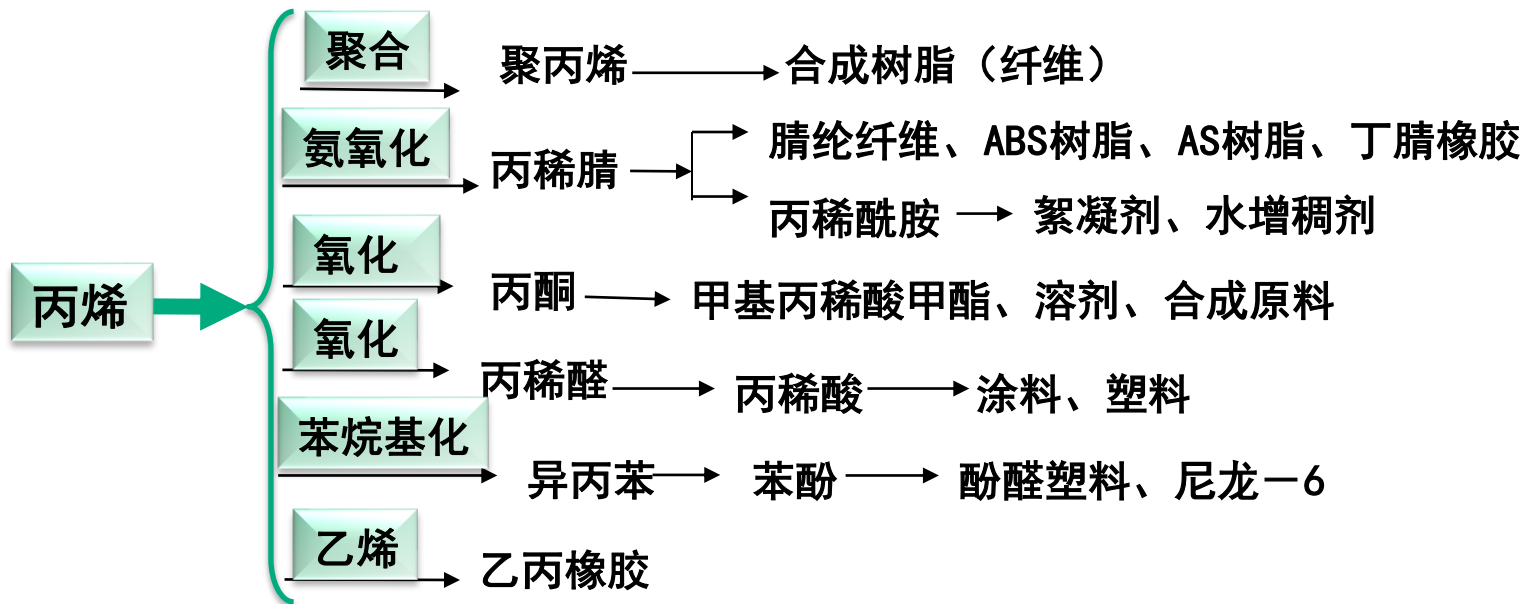 丙烯
聚合
聚丙烯
合成树脂（纤维）
氨氧化
丙稀腈
腈纶纤维、ABS树脂、AS树脂、丁腈橡胶
丙稀酰胺
絮凝剂、水增稠剂
氧化
丙酮
甲基丙稀酸甲酯、溶剂、合成原料
氧化
丙稀醛
丙稀酸
涂料、塑料
苯烷基化
异丙苯
苯酚
酚醛塑料、尼龙－6
乙烯
乙丙橡胶